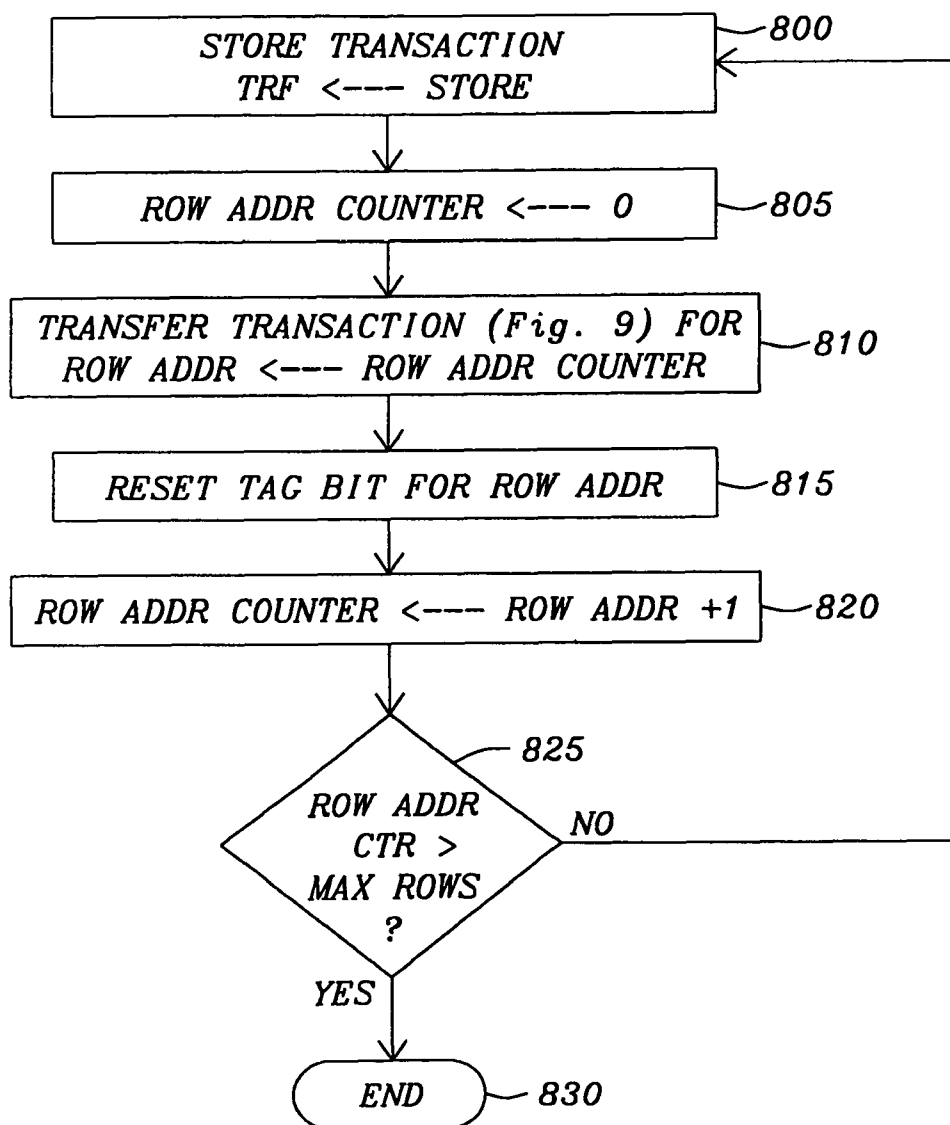 STORE TRANSACTION
TRF <--- STORE
800
ROW ADDR COUNTER <--- 0
805
TRANSFER TRANSACTION (Fig. 9) FOR
ROW ADDR <--- ROW ADDR COUNTER
810
RESET TAG BIT FOR ROW ADDR
815
ROW ADDR COUNTER <--- ROW ADDR +1
820
825
ROW ADDR
CTR >
MAX ROWS
?
NO
YES
END
830